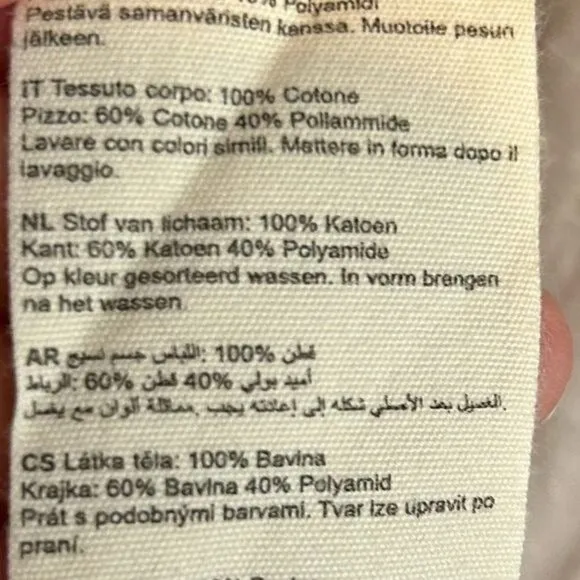 % Polyamidi
Pestävä samanväristen kanssa. Muotoile pesun
jälkeen.
IT Tessuto corpo: 100% Cotone
Pizzo: 60% Cotone 40% Poliammide
Lavare con colori simili. Mettere in forma dopo il
lavaggio.
NL Stof van lichaam: 100% Katoen
Kant: 60% Katoen 40% Polyamide
Op kleur gesorteerd wassen. In vorm brengen
na het wassen.
AR اللباس جسم نسيج: 100% قطن
الرباط: 60% قطن 40% أميد بولي
الغسيل بعد الأصلي شكله إلى إعادته يجب. مماثلة ألوان مع يغسل.
CS Látka těla: 100% Bavlna
Krajka: 60% Bavlna 40% Polyamid
Prát s podobnými barvami. Tvar lze upravit po
praní.